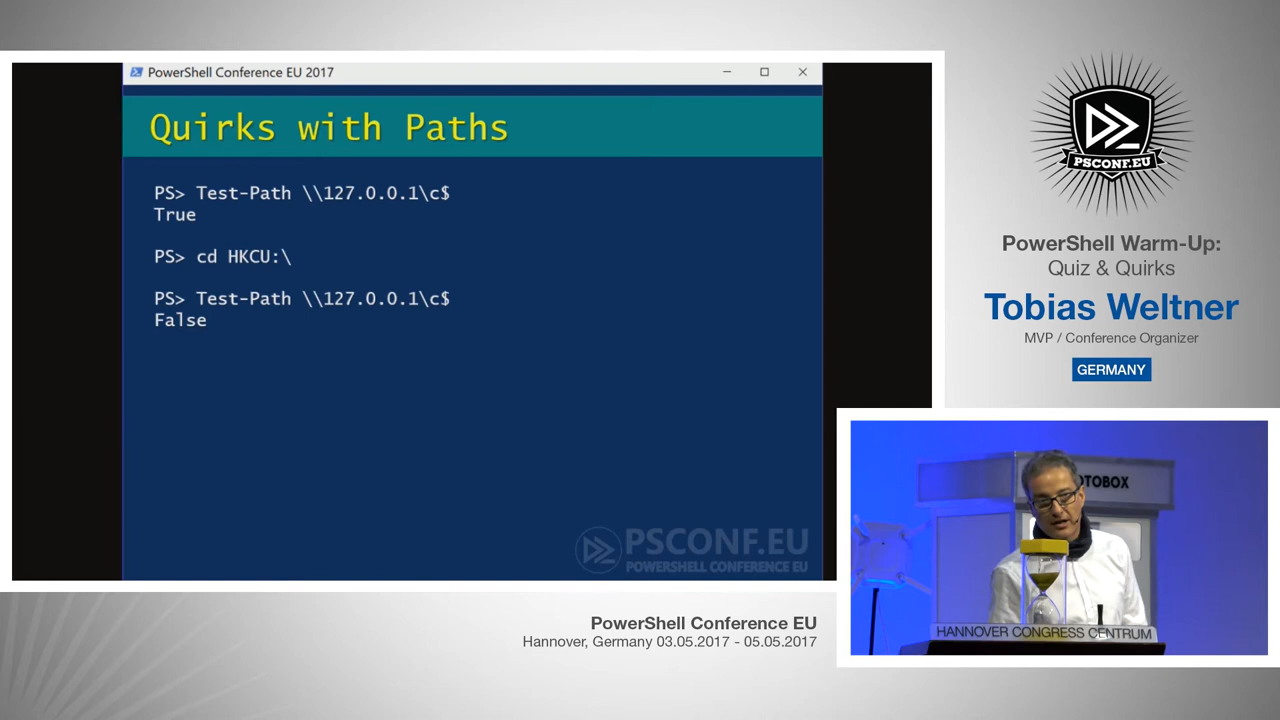 PowerShell Conference EU 2017
Quirks with Paths
PS> Test-Path \\127.0.0.1\c$
True
PS> cd HKCU:\
PS> Test-Path \\127.0.0.1\c$
False
PSCONF.EU
POWERSHELL CONFERENCE EU
PSCONF.EU
PowerShell Warm-Up:
Quiz & Quirks
Tobias Weltner
MVP / Conference Organizer
GERMANY
OTOBOX
HANNOVER CONGRESS CENTRUM
PowerShell Conference EU
Hannover, Germany 03.05.2017 - 05.05.2017